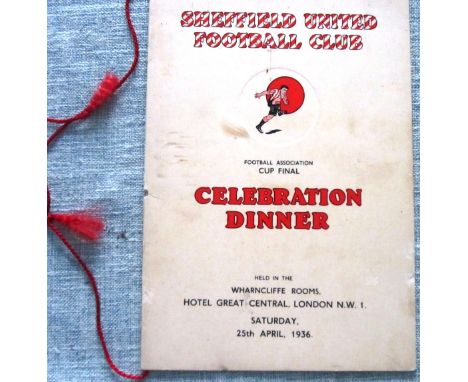 SHEFFIELD UNITED
FOOTBALL CLUB
FOOTBALL ASSOCIATION
CUP FINAL
CELEBRATION
DINNER
HELD IN THE
WHARNCLIFFE ROOMS,
HOTEL GREAT CENTRAL, LONDON N.W. 1.
SATURDAY,
25th APRIL, 1936.